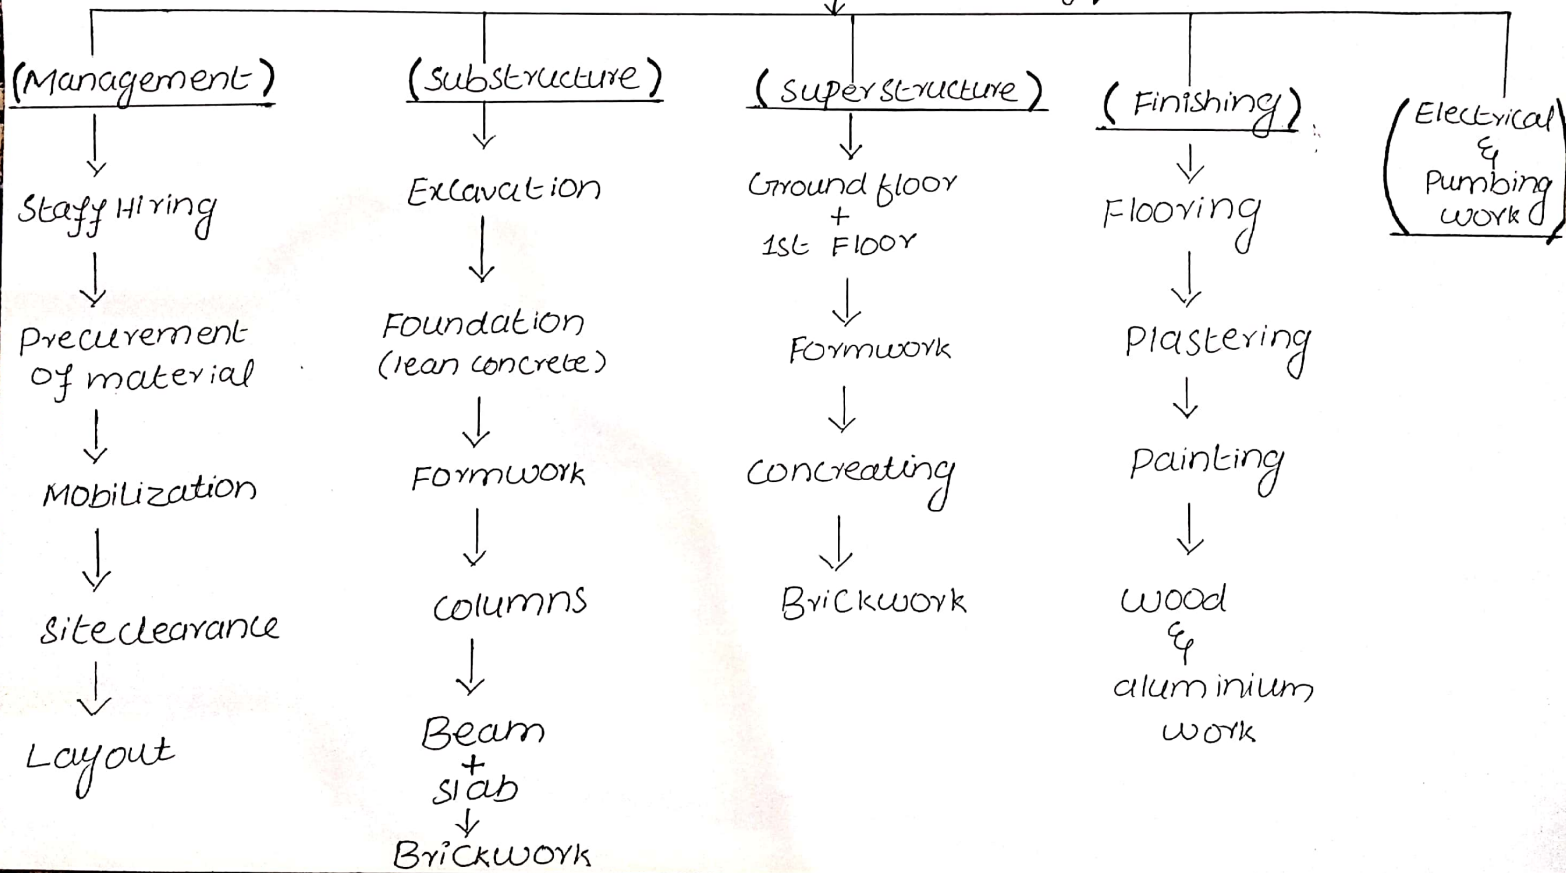 (Management)
Staff Hiring
Precurement
of material
Mobilization
Site clearance
Layout
(Substructure)
Excavation
Foundation
(lean concrete)
Formwork
columns
Beam
+
slab
Brickwork
(superstructure)
Ground floor
+
1st Floor
Formwork
concreating
Brickwork
(Finishing)
Flooring
Plastering
Painting
wood
&
aluminium
work
(Electrical
&
Pumbing
work)